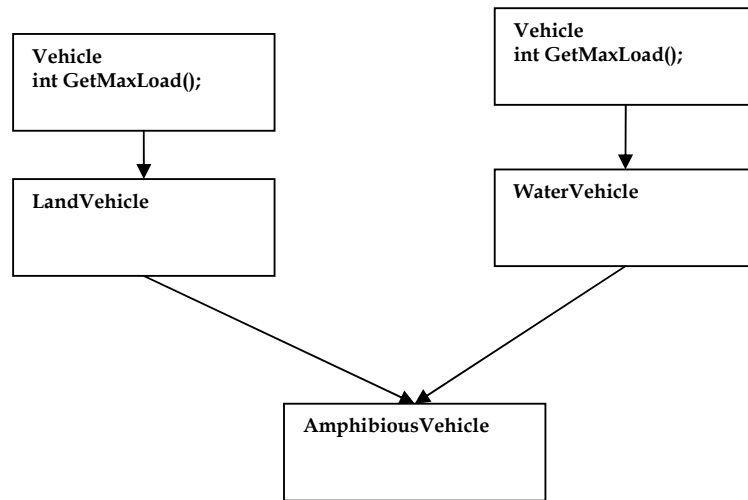 Vehicle
int GetMaxLoad();
Vehicle
int GetMaxLoad();
LandVehicle
WaterVehicle
AmphibiousVehicle